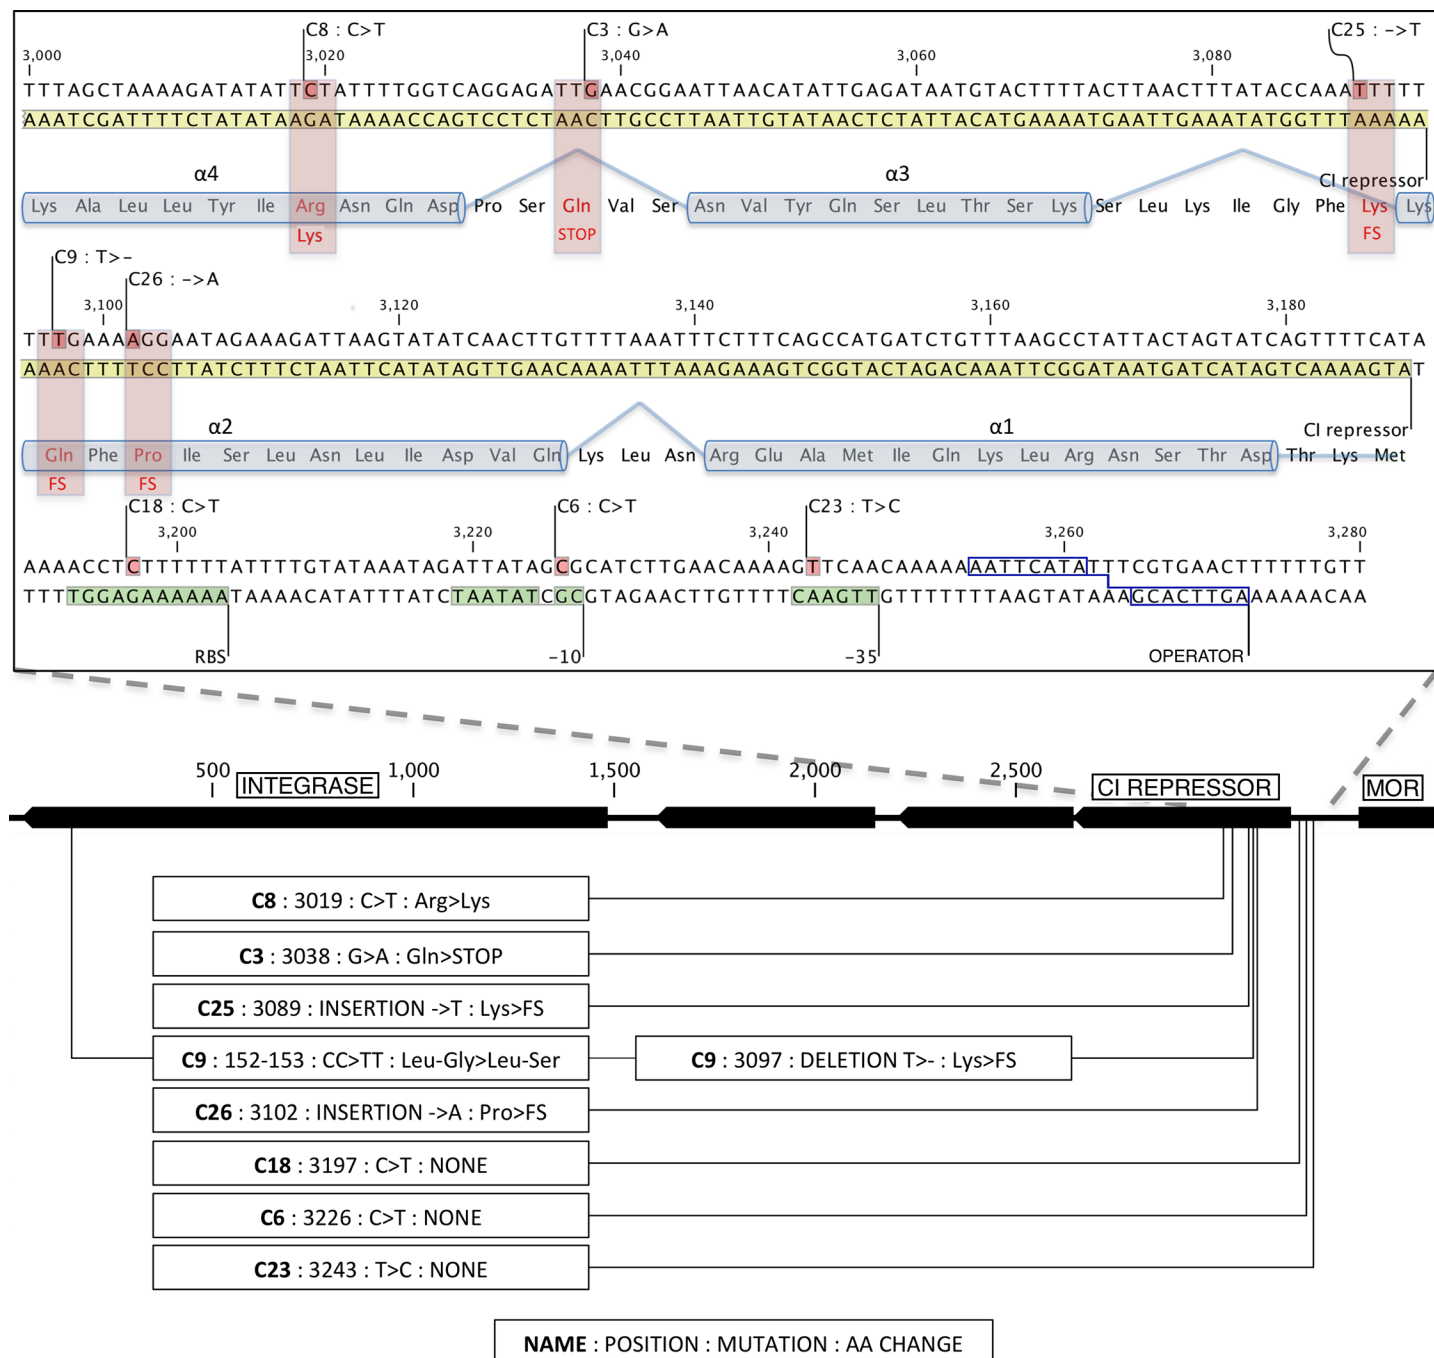 C8 : C>T C3 : G>A C25 : ->T
3,000 3,020 3,040 3,060 3,080
TTTAGCTAAAAGATATATTCTATTTTGGTCAGGAGATTGAACGGAATTAACATATTGAGATAATGTACTTTTACTTAACTTTATACCAAATTTTT
AAATCGATTTTCTATATAAGATAAAACCAGTCCTCTAACTTGCCTTAATTGTATAACTCTATTACATGAAAATGAATTGAAATATGGTTTAAAAA
α4 α3 CI repressor
Lys Ala Leu Leu Tyr Ile Arg Asn Gln Asp Pro Ser Gln Val Ser Asn Val Tyr Gln Ser Leu Thr Ser Lys Ser Leu Lys Ile Gly Phe Lys Lys
Lys STOP FS
C9 : T>- C26 : ->A
3,100 3,120 3,140 3,160 3,180
TTTGAAAAGGAATAGAAAGATTAAGTATATCAACTTGTTTTAAATTTCTTTCAGCCATGATCTGTTTAAGCCTATTACTAGTATCAGTTTTCATA
AAACTTTTCCTTATCTTTCTAATTCATATAGTTGAACAAAATTTAAAGAAAGTCGGTACTAGACAAATTCGGATAATGATCATAGTCAAAAGTAT
α2 α1 CI repressor
Gln Phe Pro Ile Ser Leu Asn Leu Ile Asp Val Gln Lys Leu Asn Arg Glu Ala Met Ile Gln Lys Leu Arg Asn Ser Thr Asp Thr Lys Met
FS FS
C18 : C>T C6 : C>T C23 : T>C
3,200 3,220 3,240 3,260 3,280
AAAACCTCTTTTTTATTTTGTATAAATAGATTATAGCGCATCTTGAACAAAAGTTCAACAAAAAAATTCATATTTCGTGAACTTTTTTGTT
TTTTGGAGAAAAAATAAAACATATTTATCTAATATCGCGTAGAACTTGTTTTCAAGTTGTTTTTTTAAGTATAAAGCACTTGAAAAAACAA
RBS -10 -35 OPERATOR
500 1,000 1,500 2,000 2,500
INTEGRASE CI REPRESSOR MOR
C8 : 3019 : C>T : Arg>Lys
C3 : 3038 : G>A : Gln>STOP
C25 : 3089 : INSERTION ->T : Lys>FS
C9 : 152-153 : CC>TT : Leu-Gly>Leu-Ser C9 : 3097 : DELETION T>- : Lys>FS
C26 : 3102 : INSERTION ->A : Pro>FS
C18 : 3197 : C>T : NONE
C6 : 3226 : C>T : NONE
C23 : 3243 : T>C : NONE
NAME : POSITION : MUTATION : AA CHANGE